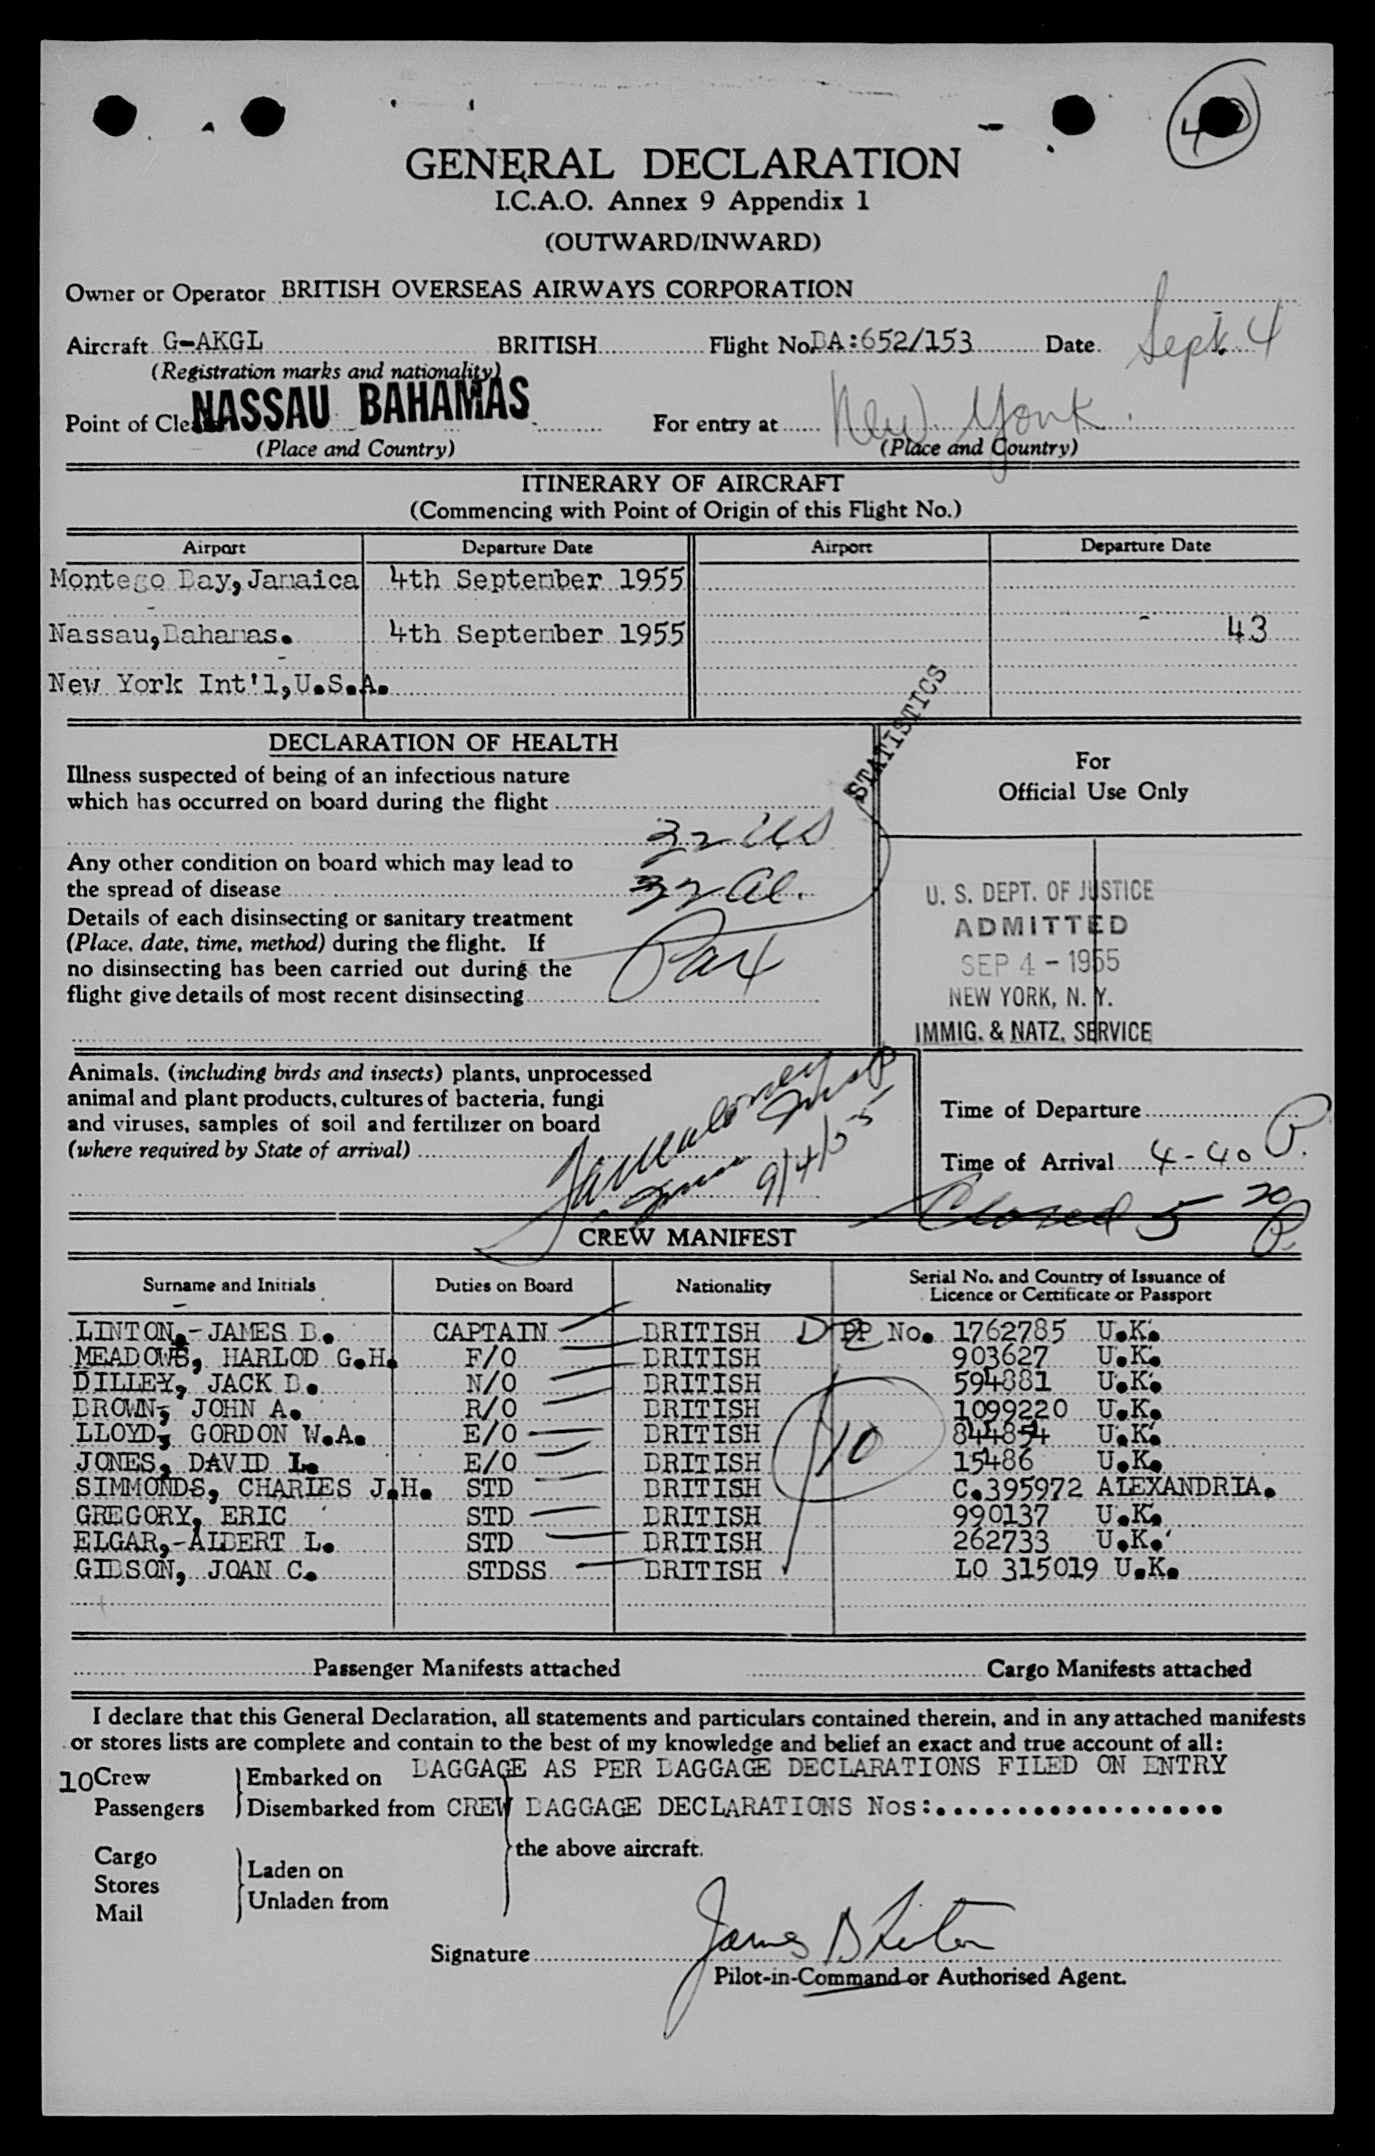 GENERAL DECLARATION
I.C.A.O. Annex 9 Appendix 1
(OUTWARD/INWARD)
Owner or Operator BRITISH OVERSEAS AIRWAYS CORPORATION
Aircraft G-AKGL BRITISH Flight No. BA:652/153 Date Sept. 4
(Registration marks and nationality)
Point of Clea NASSAU BAHAMAS For entry at New York.
(Place and Country) (Place and Country)
ITINERARY OF AIRCRAFT
(Commencing with Point of Origin of this Flight No.)
Airport Departure Date Airport Departure Date
Montego Bay, Jamaica 4th September 1955
Nassau, Bahamas. 4th September 1955 43
New York Int'l, U.S.A.
STATISTICS
DECLARATION OF HEALTH
For
Official Use Only
Illness suspected of being of an infectious nature
which has occurred on board during the flight
32 US
Any other condition on board which may lead to
the spread of disease 32 Al.
Details of each disinsecting or sanitary treatment
(Place, date, time, method) during the flight. If
no disinsecting has been carried out during the
flight give details of most recent disinsecting
Pax
U. S. DEPT. OF JUSTICE
ADMITTED
SEP 4 - 1955
NEW YORK, N. Y.
IMMIG. & NATZ. SERVICE
Animals, (including birds and insects) plants, unprocessed
animal and plant products, cultures of bacteria, fungi
and viruses, samples of soil and fertilizer on board
(where required by State of arrival)
9/4/55
Time of Departure
Time of Arrival 4-40 P.
Closed 5 20 P.
CREW MANIFEST
Surname and Initials Duties on Board Nationality Serial No. and Country of Issuance of
Licence or Certificate or Passport
LINTON,-JAMES B. CAPTAIN BRITISH PP No. 1762785 U.K.
MEADOWS, HARLOD G.H. F/O BRITISH 903627 U.K.
DILLEY, JACK B. N/O BRITISH 594881 U.K.
BROWN, JOHN A. R/O BRITISH 1099220 U.K.
LLOYD, GORDON W.A. E/O BRITISH 844854 U.K.
JONES, DAVID L. E/O BRITISH 15486 U.K.
SIMMONDS, CHARLES J.H. STD BRITISH C.395972 ALEXANDRIA.
GREGORY, ERIC STD BRITISH 990137 U.K.
ELGAR,-ALBERT L. STD BRITISH 262733 U.K.
GIBSON, JOAN C. STDSS BRITISH LO 315019 U.K.
10
Passenger Manifests attached Cargo Manifests attached
I declare that this General Declaration, all statements and particulars contained therein, and in any attached manifests
or stores lists are complete and contain to the best of my knowledge and belief an exact and true account of all:
10 Crew Embarked on BAGGAGE AS PER BAGGAGE DECLARATIONS FILED ON ENTRY
Passengers Disembarked from CREW BAGGAGE DECLARATIONS Nos:..................
the above aircraft.
Cargo
Stores Laden on
Mail Unladen from
Signature James B Linton
Pilot-in-Command or Authorised Agent.